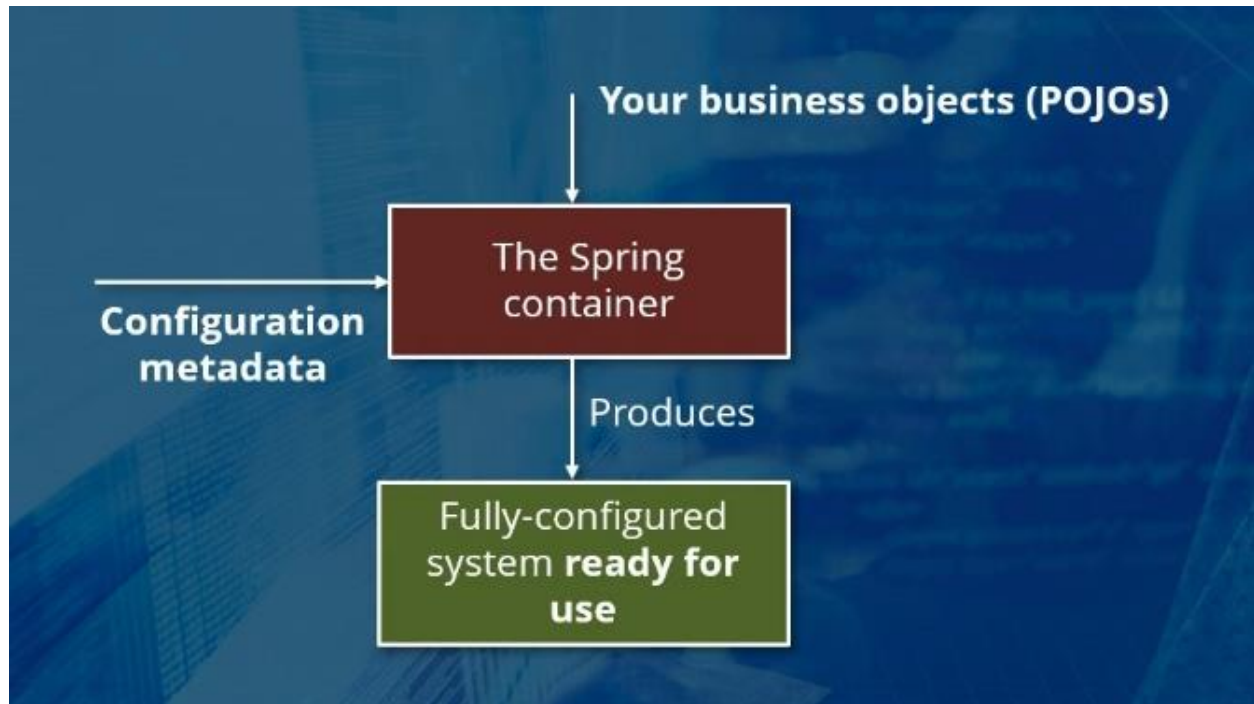 Your business objects (POJOs)
The Spring
container
Configuration
metadata
Produces
Fully-configured
system ready for
use